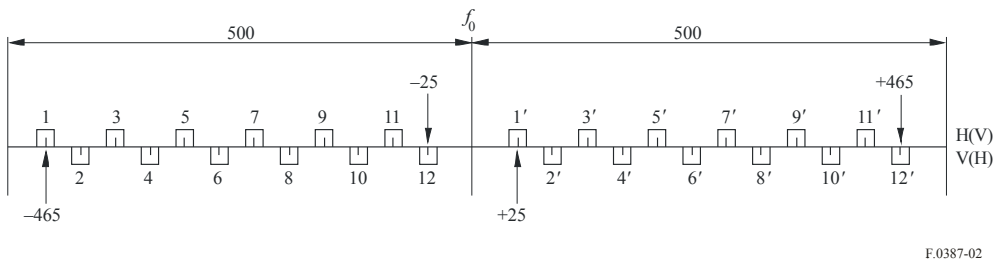 f0
500 500
–25 +465
1 3 5 7 9 11 1′ 3′ 5′ 7′ 9′ 11′
H(V)
V(H)
2 4 6 8 10 12 2′ 4′ 6′ 8′ 10′ 12′
–465 +25
F.0387-02